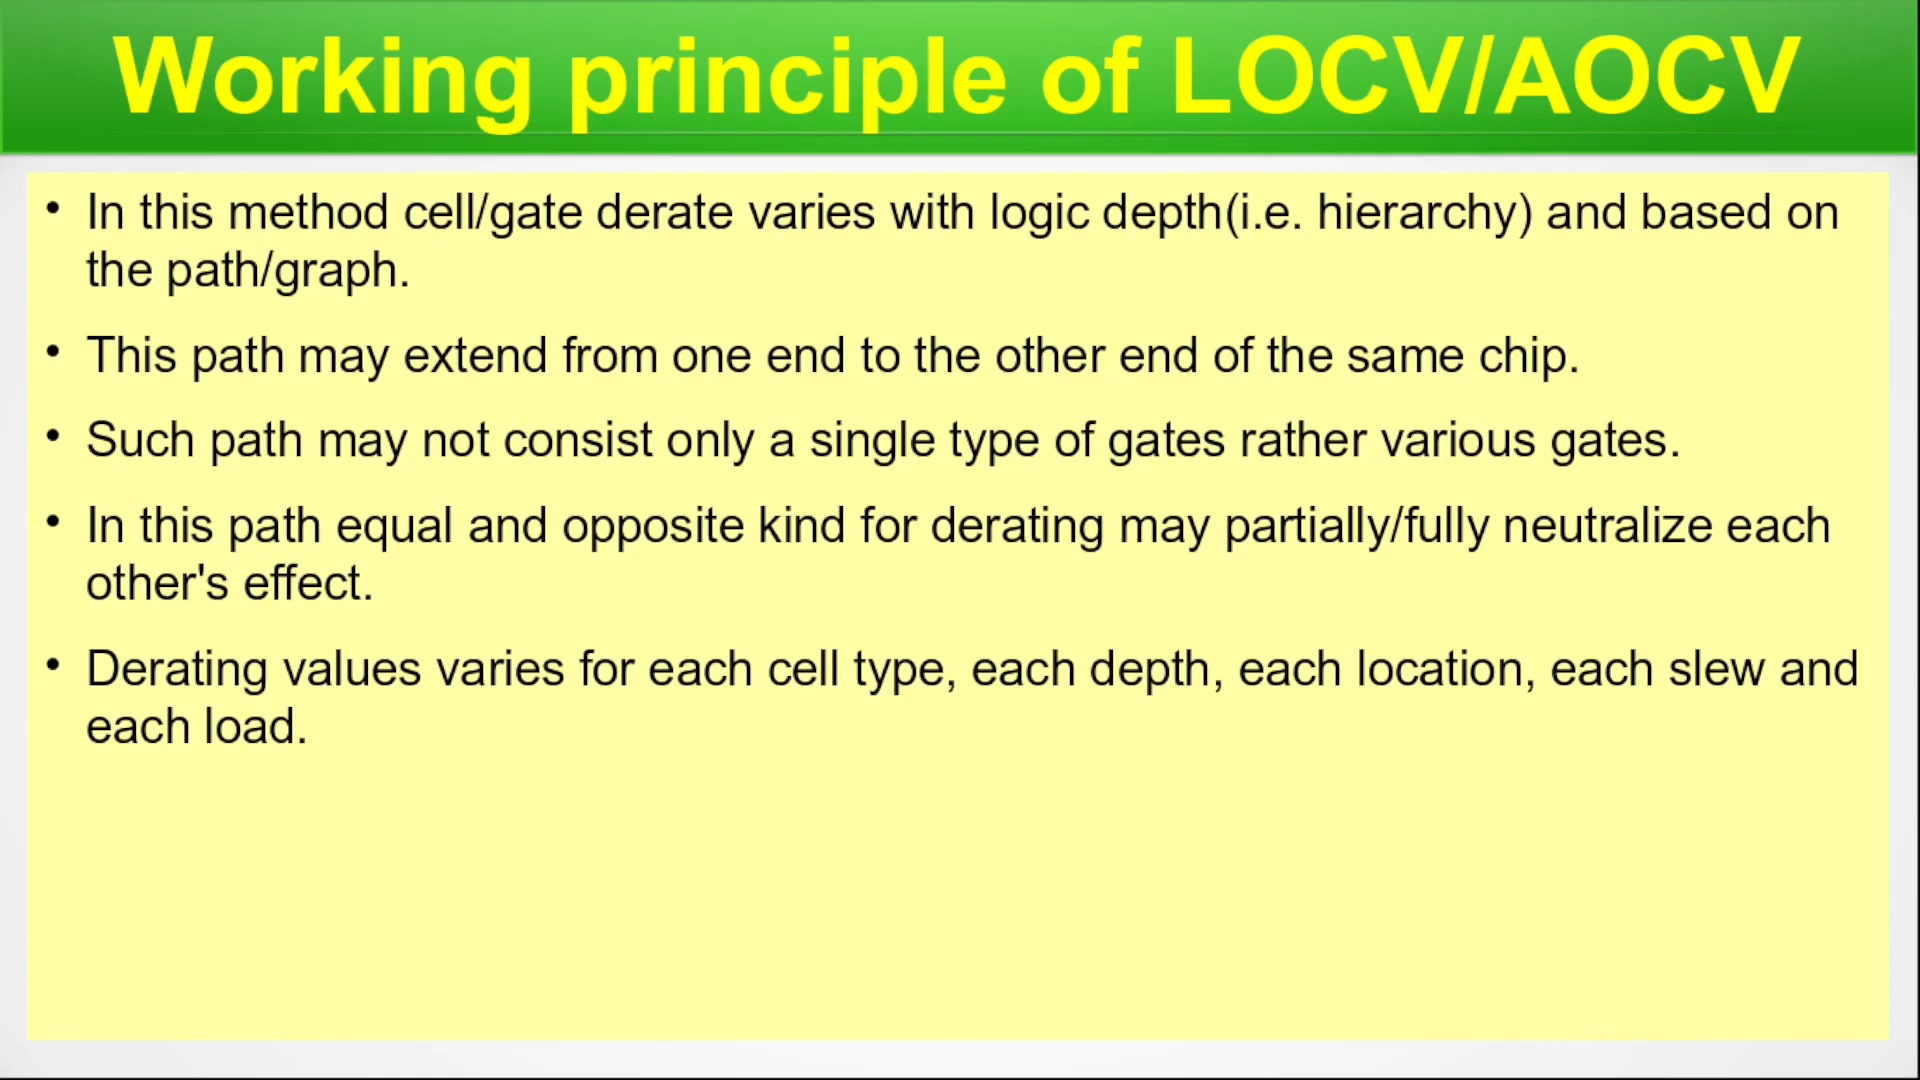 Working principle of LOCV/AOCV
• In this method cell/gate derate varies with logic depth(i.e. hierarchy) and based on
the path/graph.
• This path may extend from one end to the other end of the same chip.
• Such path may not consist only a single type of gates rather various gates.
• In this path equal and opposite kind for derating may partially/fully neutralize each
other's effect.
• Derating values varies for each cell type, each depth, each location, each slew and
each load.